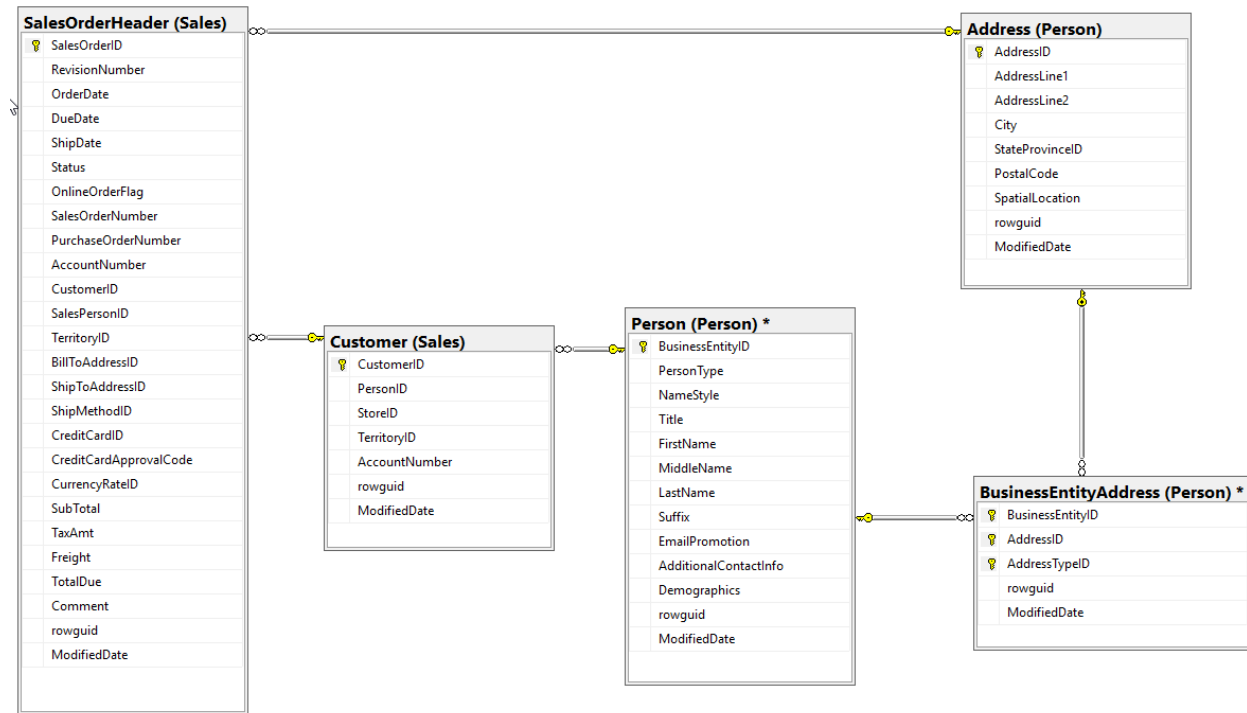 SalesOrderHeader (Sales)
SalesOrderID
RevisionNumber
OrderDate
DueDate
ShipDate
Status
OnlineOrderFlag
SalesOrderNumber
PurchaseOrderNumber
AccountNumber
CustomerID
SalesPersonID
TerritoryID
BillToAddressID
ShipToAddressID
ShipMethodID
CreditCardID
CreditCardApprovalCode
CurrencyRateID
SubTotal
TaxAmt
Freight
TotalDue
Comment
rowguid
ModifiedDate
Customer (Sales)
CustomerID
PersonID
StoreID
TerritoryID
AccountNumber
rowguid
ModifiedDate
Person (Person) *
BusinessEntityID
PersonType
NameStyle
Title
FirstName
MiddleName
LastName
Suffix
EmailPromotion
AdditionalContactInfo
Demographics
rowguid
ModifiedDate
Address (Person)
AddressID
AddressLine1
AddressLine2
City
StateProvinceID
PostalCode
SpatialLocation
rowguid
ModifiedDate
BusinessEntityAddress (Person) *
BusinessEntityID
AddressID
AddressTypeID
rowguid
ModifiedDate